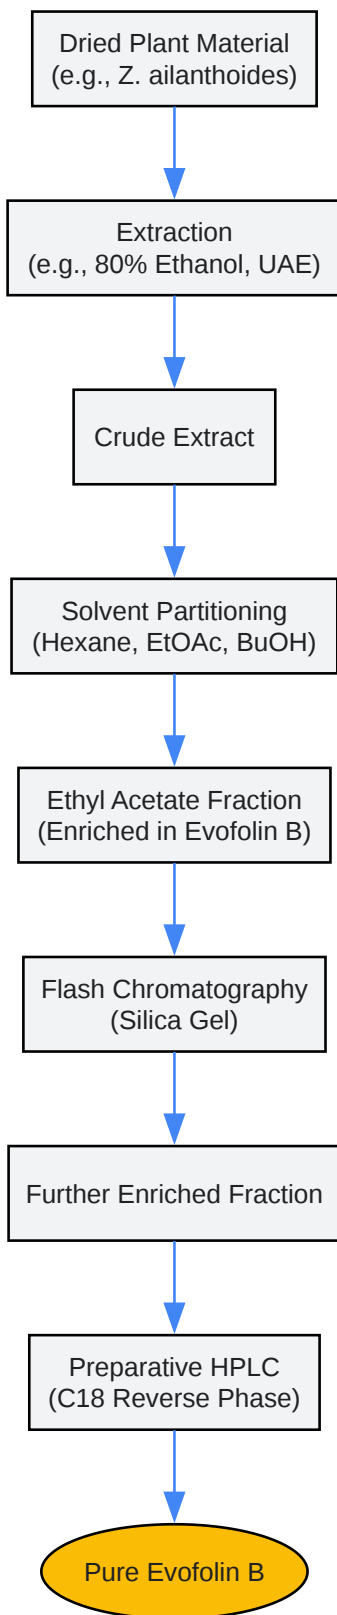 Dried Plant Material
(e.g., Z. ailanthoides)
Extraction
(e.g., 80% Ethanol, UAE)
Crude Extract
Solvent Partitioning
(Hexane, EtOAc, BuOH)
Ethyl Acetate Fraction
(Enriched in Evofolin B)
Flash Chromatography
(Silica Gel)
Further Enriched Fraction
Preparative HPLC
(C18 Reverse Phase)
Pure Evofolin B